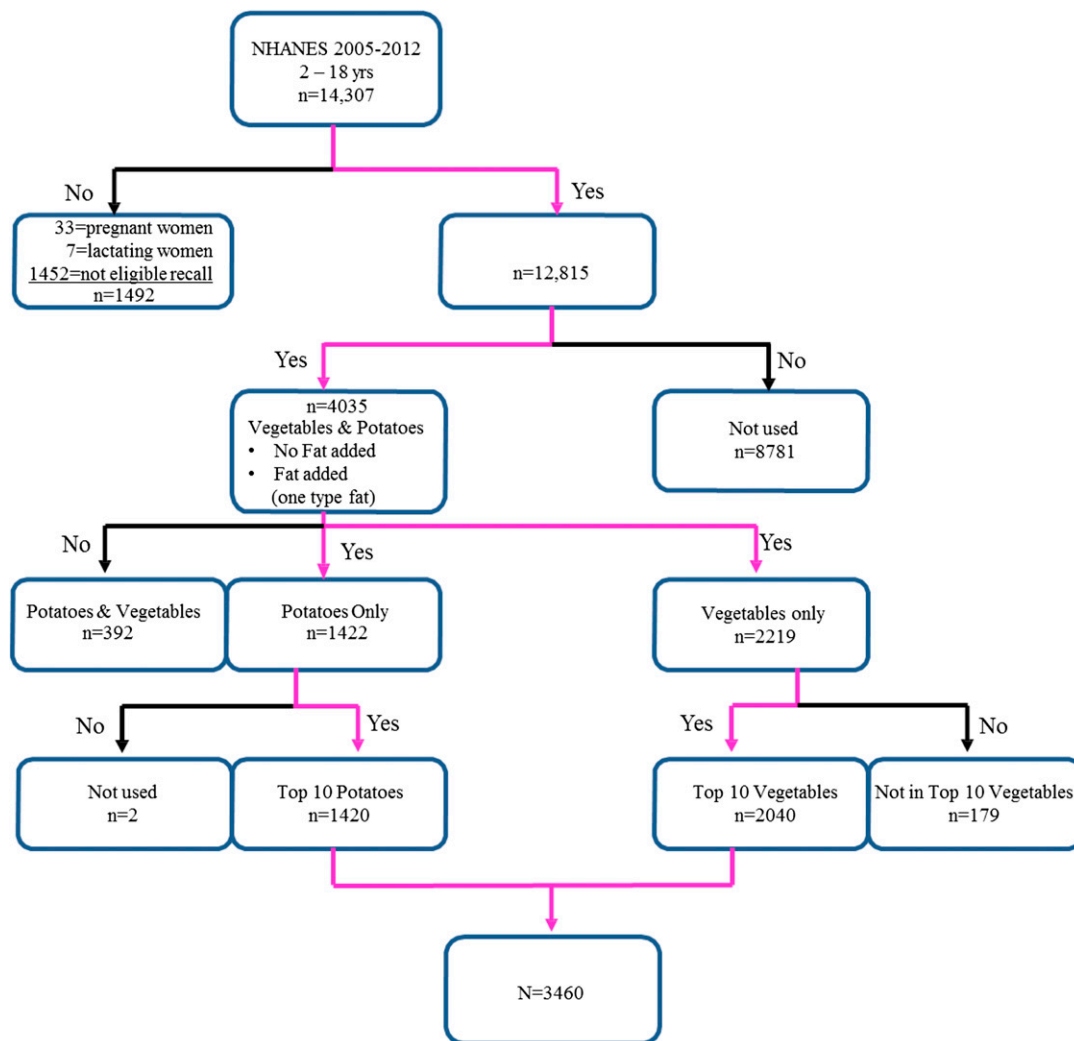 NHANES 2005-2012
2 – 18 yrs
n=14,307
No
Yes
33=pregnant women
7=lactating women
1452=not eligible recall
n=1492
n=12,815
Yes
No
n=4035
Vegetables & Potatoes
• No Fat added
• Fat added
(one type fat)
Not used
n=8781
No
Yes
Yes
Potatoes & Vegetables
n=392
Potatoes Only
n=1422
Vegetables only
n=2219
No
Yes
Yes
No
Not used
n=2
Top 10 Potatoes
n=1420
Top 10 Vegetables
n=2040
Not in Top 10 Vegetables
n=179
N=3460